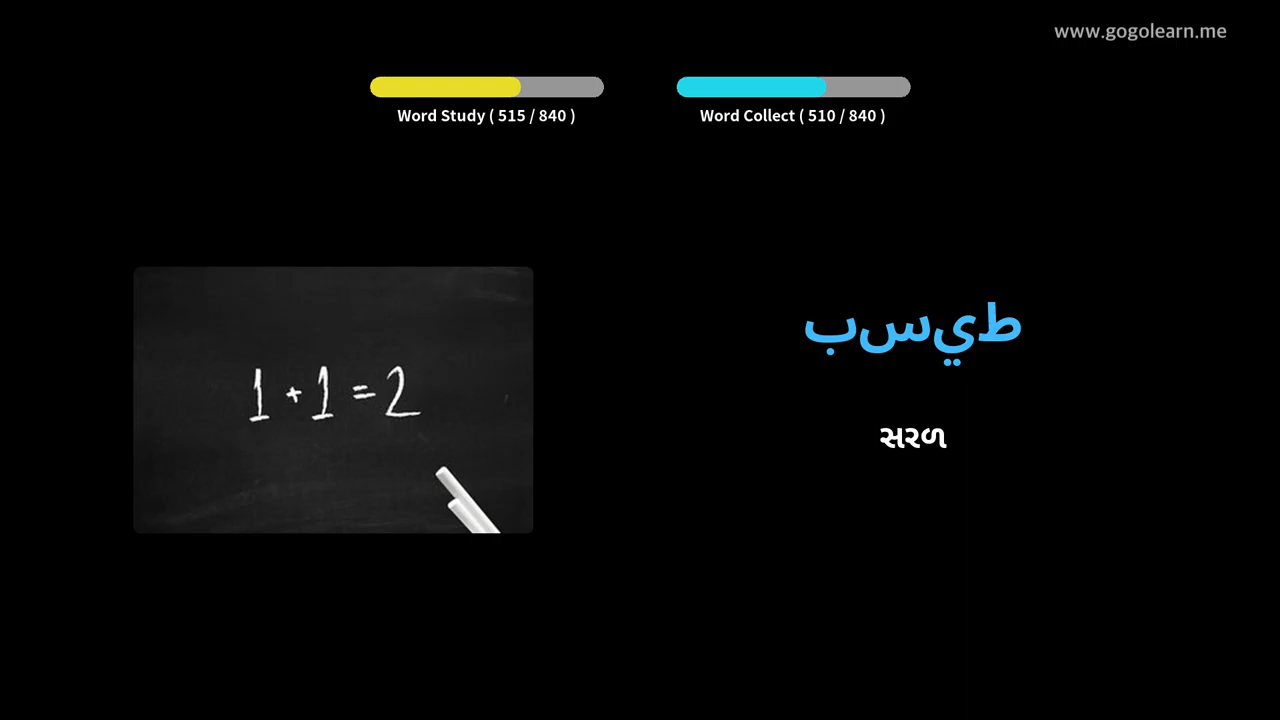 www.gogolearn.me
Word Study ( 515 / 840 )
Word Collect ( 510 / 840 )
1 + 1 = 2
بسيط
સરળ